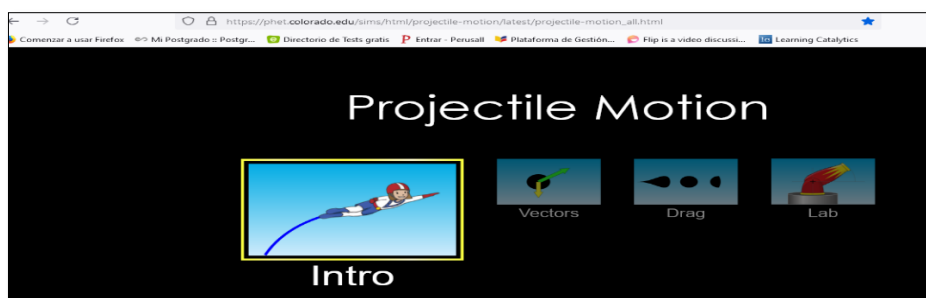 https://phet.colorado.edu/sims/html/projectile-motion/latest/projectile-motion_all.html
Comenzar a usar Firefox Mi Postgrado :: Postgr... Directorio de Tests gratis Entrar - Perusall Plataforma de Gestión... Flip is a video discussi... Learning Catalytics
Projectile Motion
Vectors Drag Lab
Intro